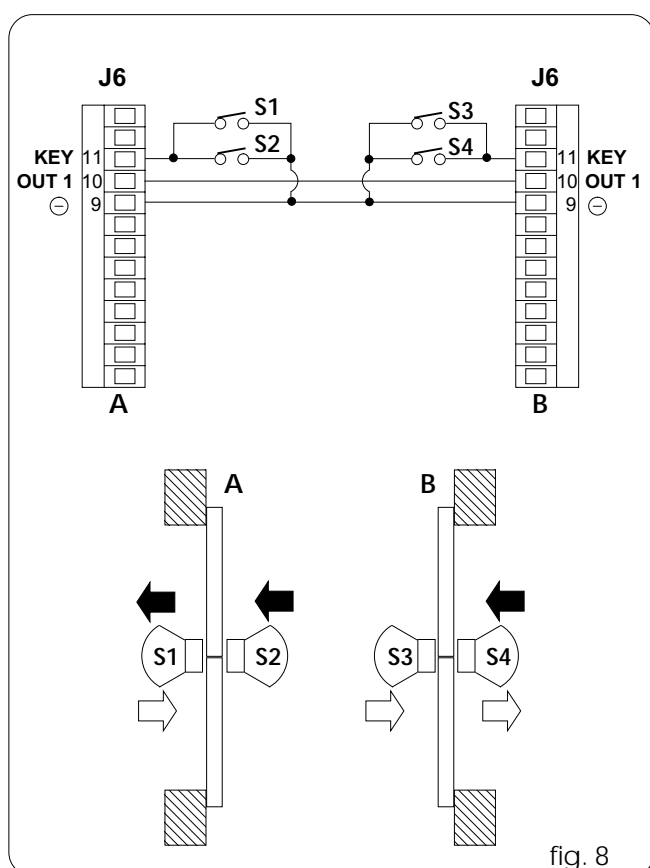 J6 J6
S1 S3
S2 S4
KEY 11 11 KEY
OUT 1 10 10 OUT 1
9 9
A B
A B
S1 S2 S3 S4
fig. 8